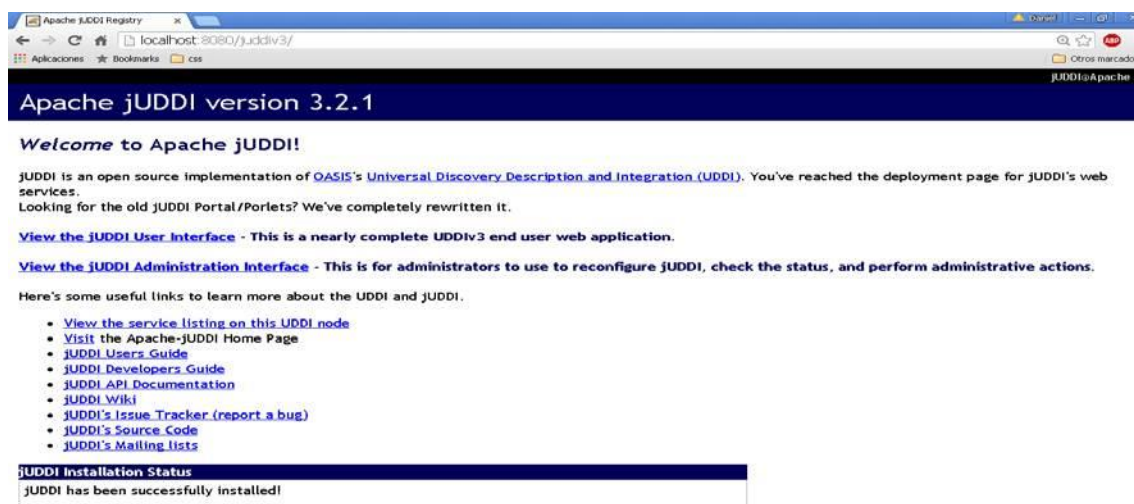 Apache jUDDI Registry
Daniel
localhost:8080/juddiv3/
ABP
Aplicaciones Bookmarks css Otros marcado
jUDDI@Apache
Apache jUDDI version 3.2.1
Welcome to Apache jUDDI!
jUDDI is an open source implementation of OASIS's Universal Discovery Description and Integration (UDDI). You've reached the deployment page for jUDDI's web
services.
Looking for the old jUDDI Portal/Porlets? We've completely rewritten it.
View the jUDDI User Interface - This is a nearly complete UDDIv3 end user web application.
View the jUDDI Administration Interface - This is for administrators to use to reconfigure jUDDI, check the status, and perform administrative actions.
Here's some useful links to learn more about the UDDI and jUDDI.
• View the service listing on this UDDI node
• Visit the Apache-jUDDI Home Page
• jUDDI Users Guide
• jUDDI Developers Guide
• jUDDI API Documentation
• jUDDI Wiki
• jUDDI's Issue Tracker (report a bug)
• jUDDI's Source Code
• jUDDI's Mailing lists
jUDDI Installation Status
jUDDI has been successfully installed!